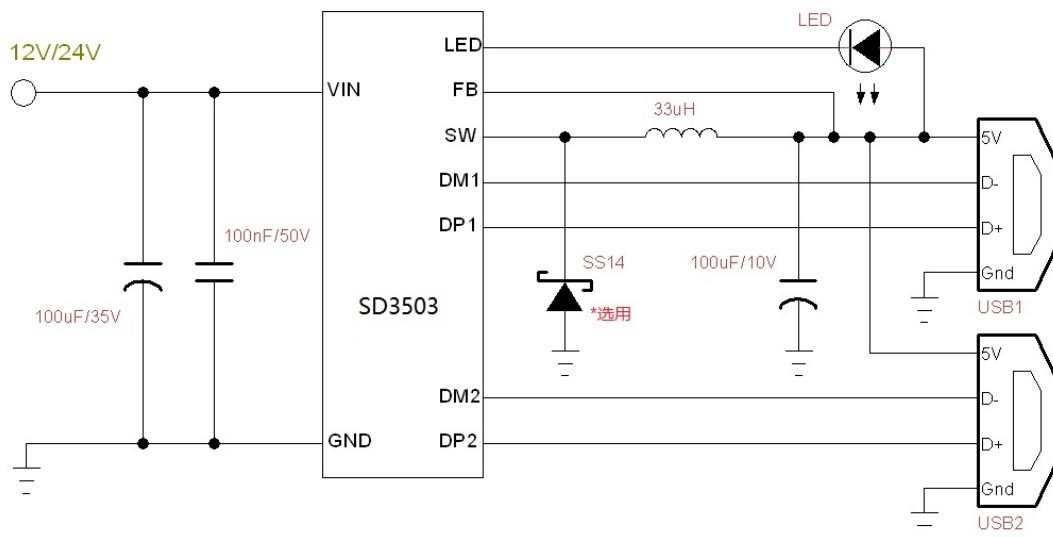 LED
12V/24V
LED
VIN
FB
33uH
SW
5V
DM1
D-
DP1
D+
100nF/50V
SS14
100uF/10V
Gnd
SD3503
USB1
100uF/35V
*选用
5V
DM2
D-
GND
DP2
D+
Gnd
USB2